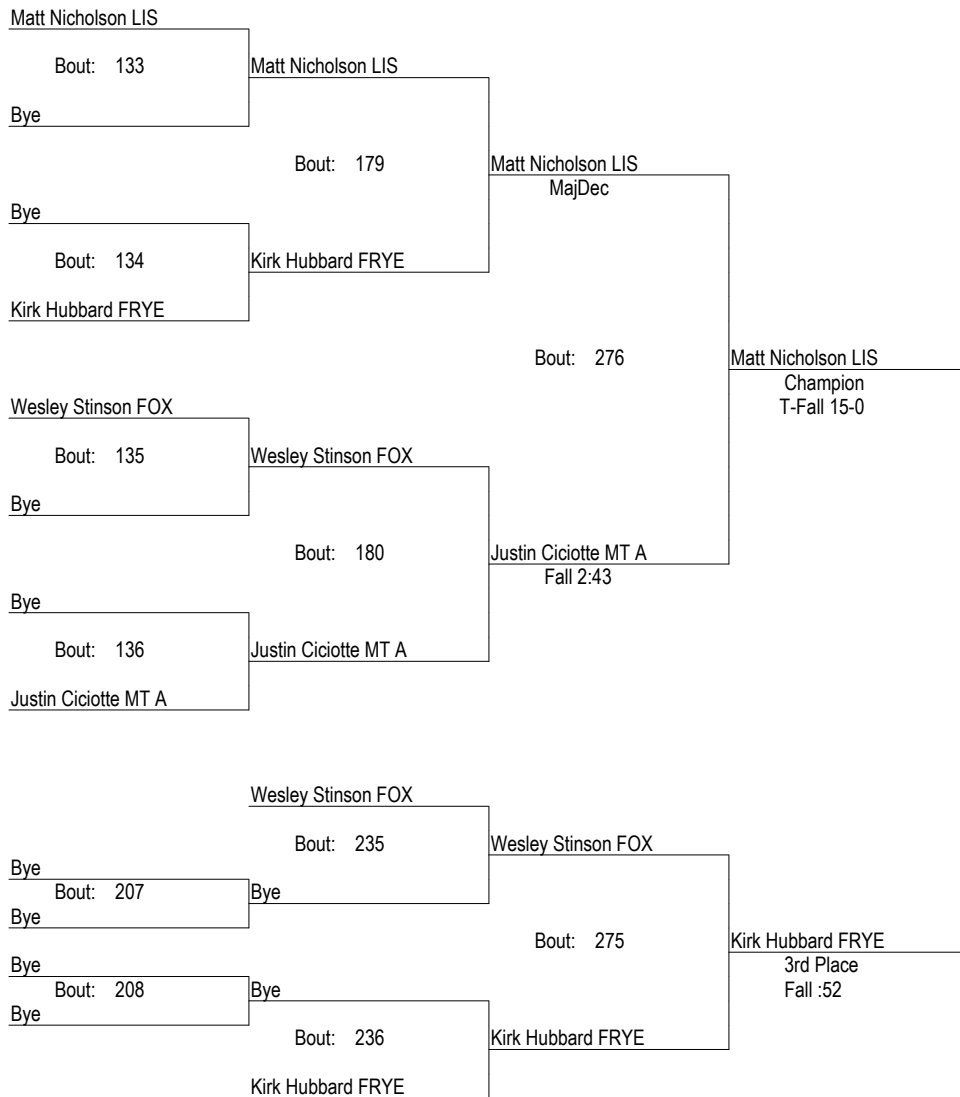 Matt Nicholson LIS
Bout: 133
Matt Nicholson LIS
Bye
Bout: 179
Matt Nicholson LIS
MajDec
Bye
Bout: 134
Kirk Hubbard FRYE
Kirk Hubbard FRYE
Bout: 276
Matt Nicholson LIS
Champion
T-Fall 15-0
Wesley Stinson FOX
Bout: 135
Wesley Stinson FOX
Bye
Bout: 180
Justin Ciciotte MT A
Fall 2:43
Bye
Bout: 136
Justin Ciciotte MT A
Justin Ciciotte MT A
Wesley Stinson FOX
Bout: 235
Wesley Stinson FOX
Bye
Bout: 207
Bye
Bye
Bout: 275
Kirk Hubbard FRYE
3rd Place
Fall :52
Bye
Bout: 208
Bye
Bye
Bout: 236
Kirk Hubbard FRYE
Kirk Hubbard FRYE